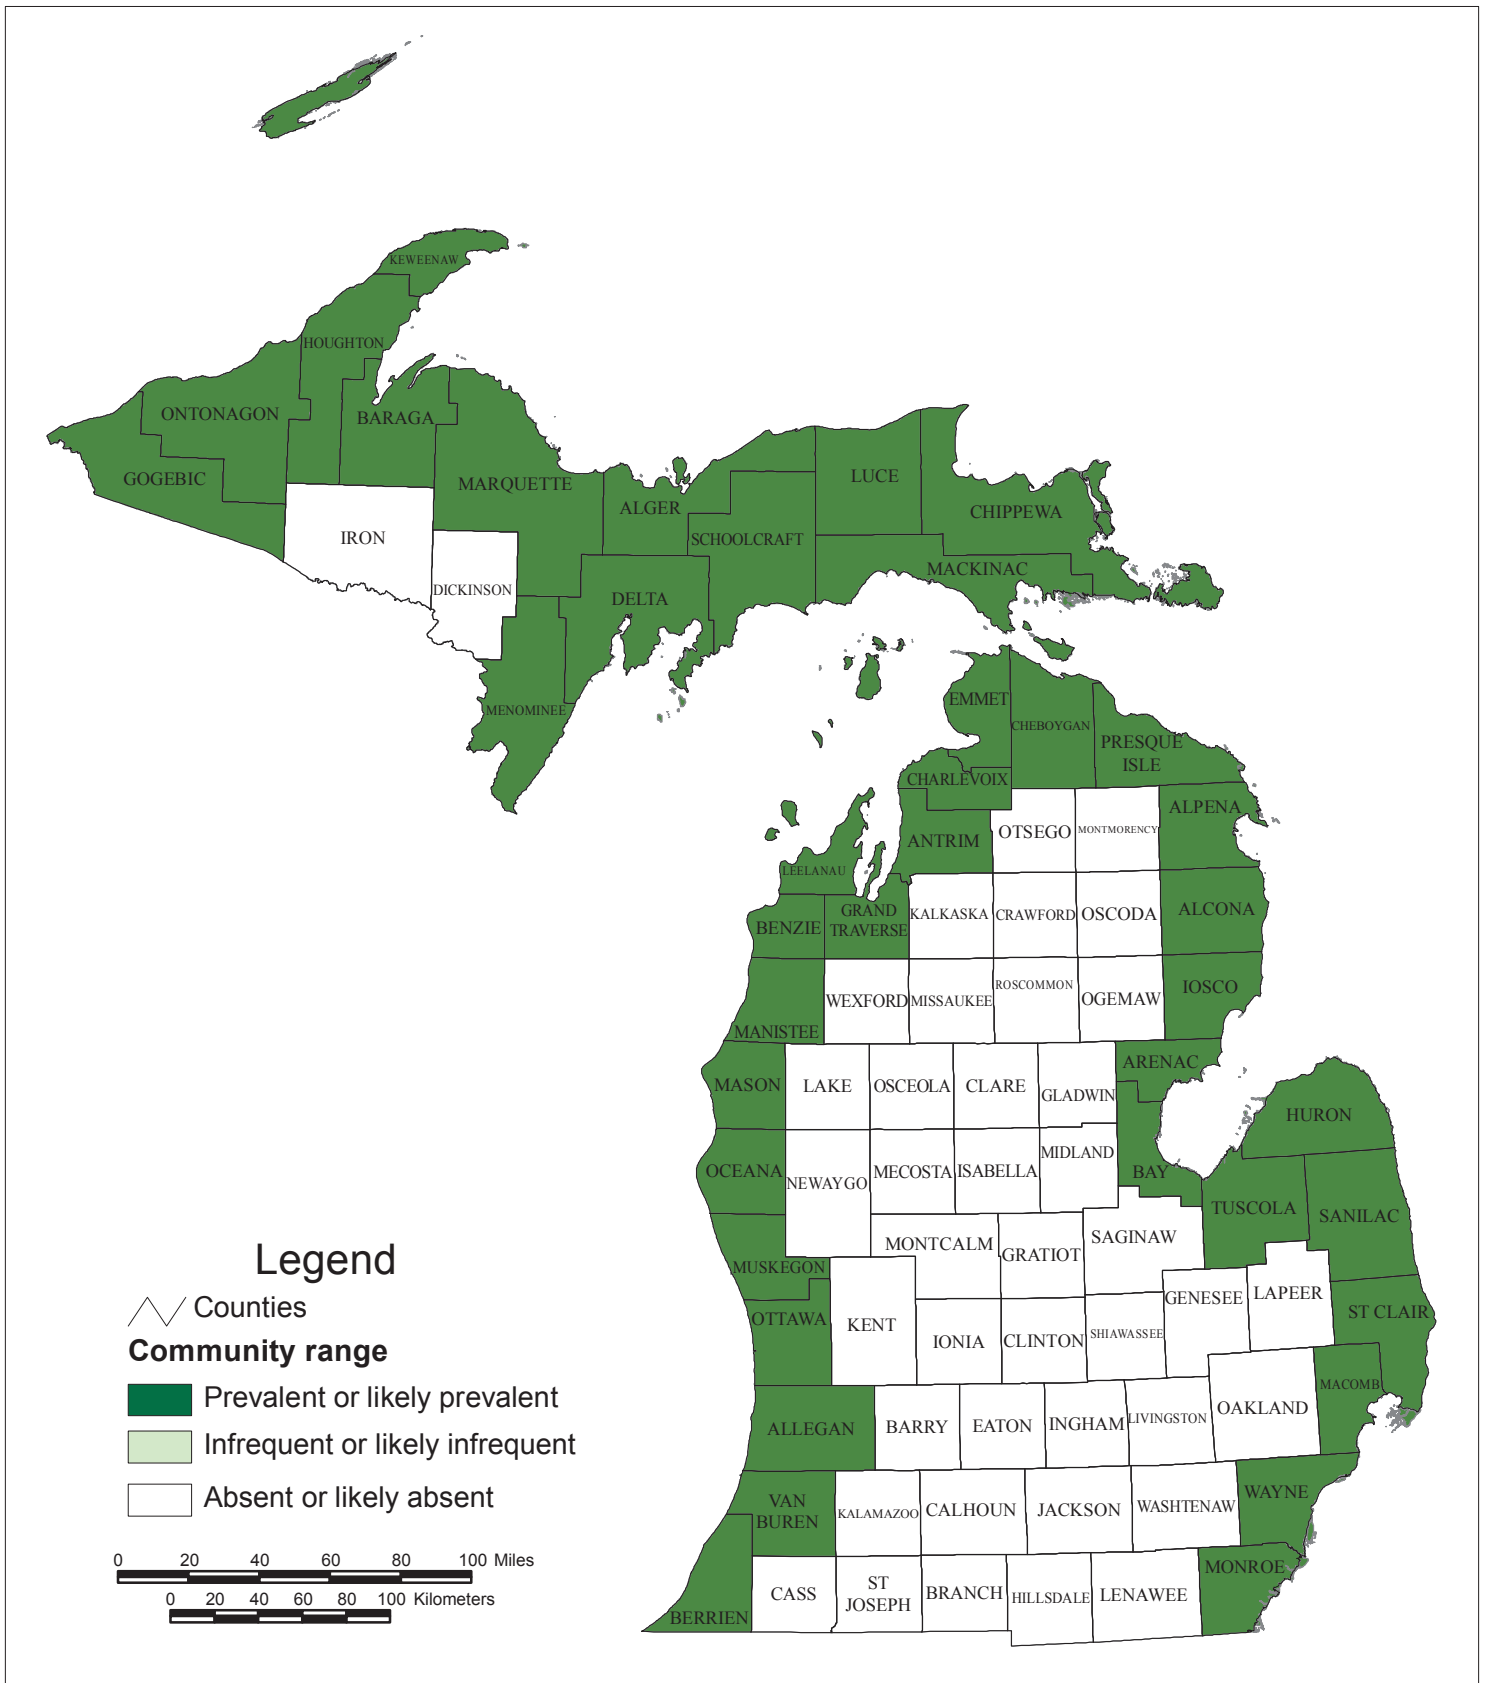 KEWEENAW
HOUGHTON
ONTONAGON
BARAGA
GOGEBIC
MARQUETTE
LUCE
ALGER
CHIPPEWA
IRON
SCHOOLCRAFT
MACKINAC
DICKINSON
DELTA
MENOMINEE
EMMET
CHEBOYGAN
PRESQUE
ISLE
CHARLEVOIX
ALPENA
ANTRIM
OTSEGO
MONTMORENCY
LEELANAU
BENZIE
GRAND
TRAVERSE
KALKASKA
CRAWFORD
OSCODA
ALCONA
MANISTEE
WEXFORD
MISSAUKEE
ROSCOMMON
OGEMAW
IOSCO
ARENAC
MASON
LAKE
OSCEOLA
CLARE
GLADWIN
HURON
OCEANA
NEWAYGO
MECOSTA
ISABELLA
MIDLAND
BAY
TUSCOLA
SANILAC
MONTCALM
GRATIOT
SAGINAW
MUSKEGON
GENESEE
LAPEER
ST CLAIR
OTTAWA
KENT
IONIA
CLINTON
SHIAWASSEE
MACOMB
ALLEGAN
BARRY
EATON
INGHAM
LIVINGSTON
OAKLAND
VAN
BUREN
KALAMAZOO
CALHOUN
JACKSON
WASHTENAW
WAYNE
BERRIEN
CASS
ST
JOSEPH
BRANCH
HILLSDALE
LENAWEE
MONROE
Legend
Counties
Community range
Prevalent or likely prevalent
Infrequent or likely infrequent
Absent or likely absent
0 20 40 60 80 100 Miles
0 20 40 60 80 100 Kilometers